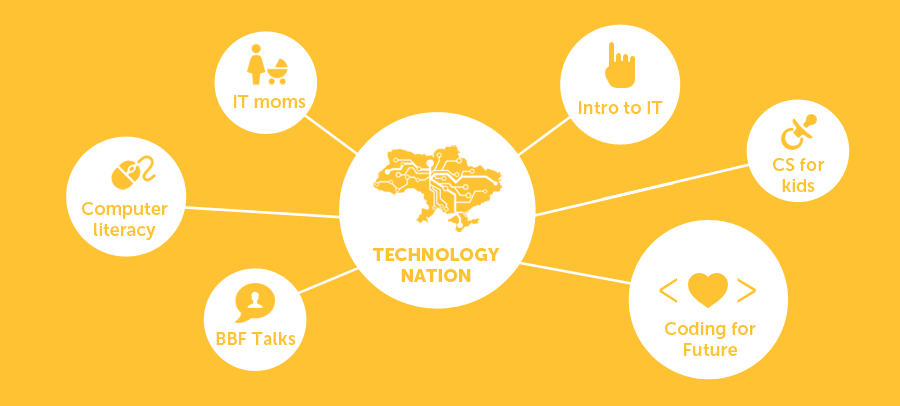 IT moms
Intro to IT
CS for
kids
Computer
literacy
TECHNOLOGY
NATION
BBF Talks
Coding for
Future